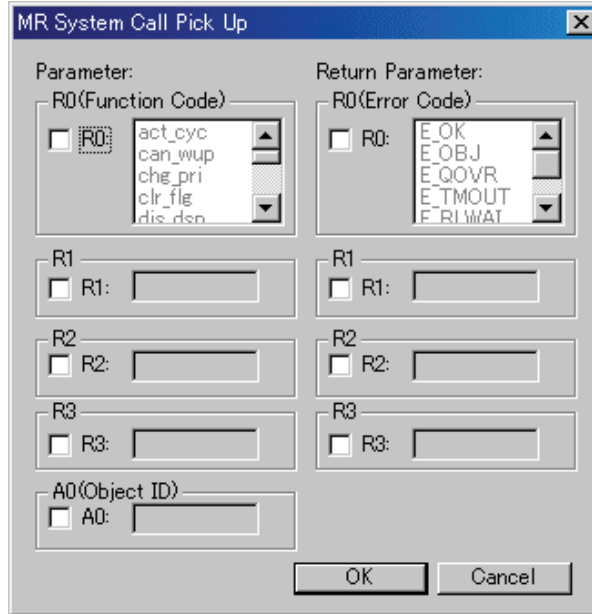 MR System Call Pick Up
Parameter:
R0(Function Code)
R0:
act_cyc
can_wup
chg_pri
clr_flg
dis_dsp
R1
R1:
R2
R2:
R3
R3:
A0(Object ID)
A0:
Return Parameter:
R0(Error Code)
R0:
E_OK
E_OBJ
E_QOVR
E_TMOUT
E_RLWAI
R1
R1:
R2
R2:
R3
R3:
OK
Cancel